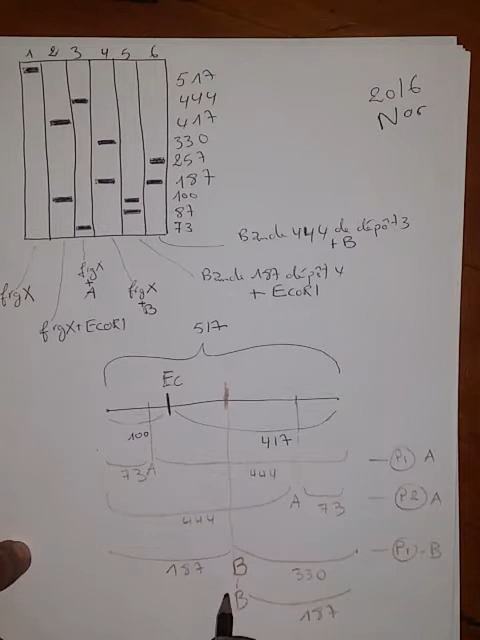 1 2 3 4 5 6
517
444
417
330
257
187
100
87
73
2016
Nor
Bande 444 de dépôt 3
+ B
Bande 187 dépôt 4
+ EcoRI
frgX
frgX + EcoRI
frgX
+
A
frgX
+
B
517
Ec
100
417
73 A 444 — P1 A
444 A 73 — P2 A
187 B 330 — P1 - B
B 187